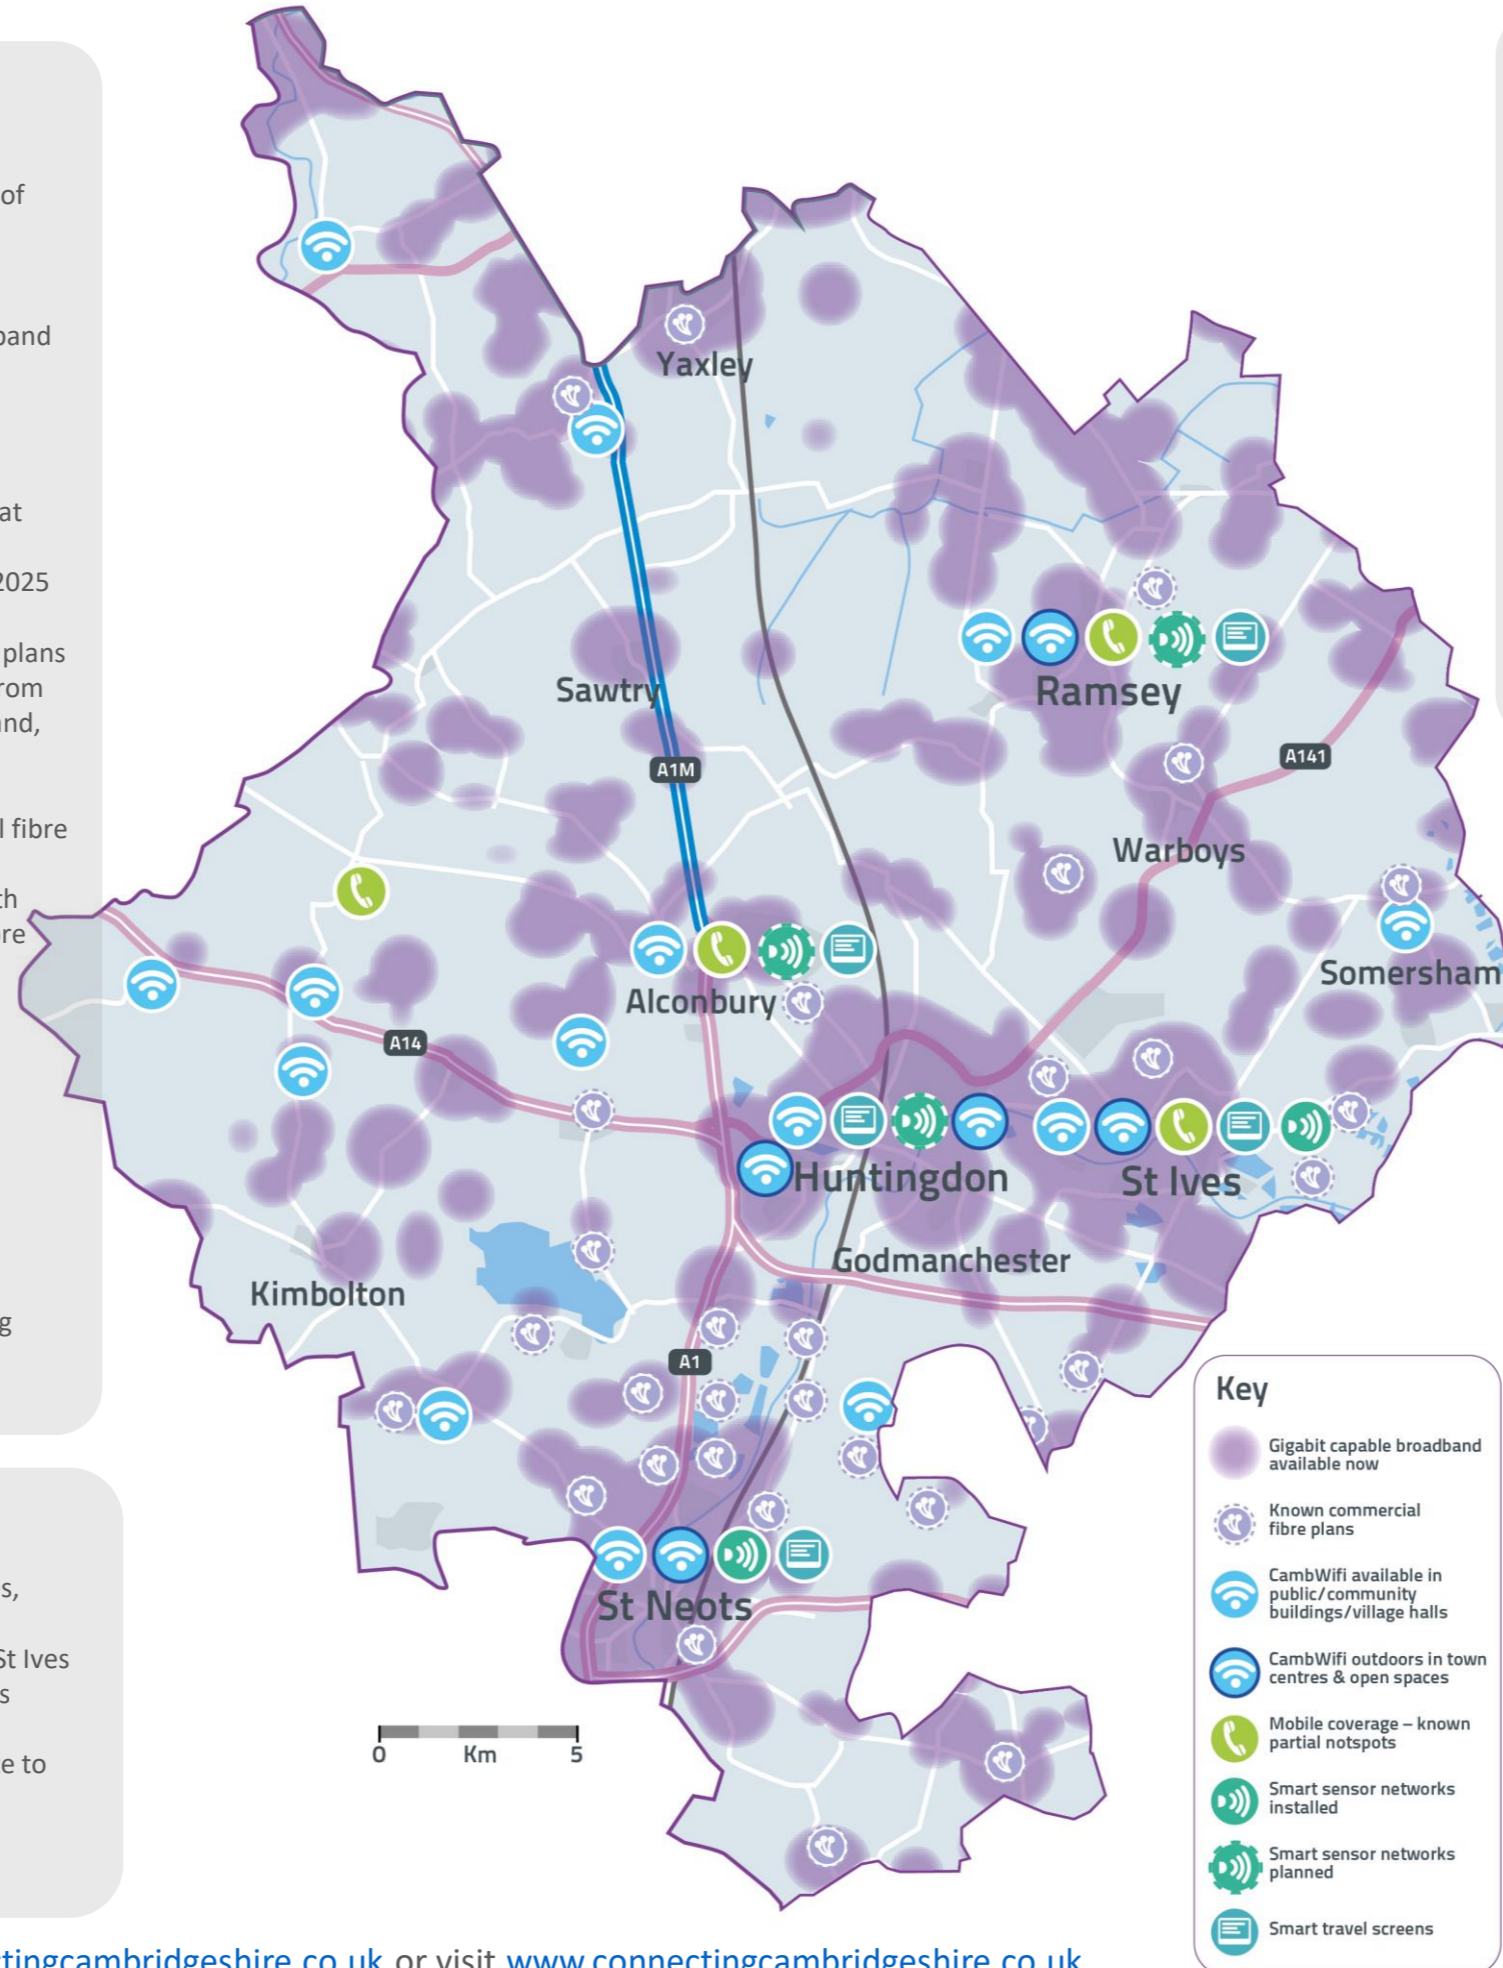 of
band
at
2025
plans
rom
and,
l fibre
th
re
g
s,
St Ives
s
e to
Yaxley
Sawtry
A1M
Ramsey
A141
Warboys
Somersham
Alconbury
A14
Huntingdon
St Ives
Godmanchester
Kimbolton
A1
St Neots
0 Km 5
Key
Gigabit capable broadband
available now
Known commercial
fibre plans
CambWifi available in
public/community
buildings/village halls
CambWifi outdoors in town
centres & open spaces
Mobile coverage – known
partial notspots
Smart sensor networks
installed
Smart sensor networks
planned
Smart travel screens
ctingcambridgeshire.co.uk or visit www.connectingcambridgeshire.co.uk